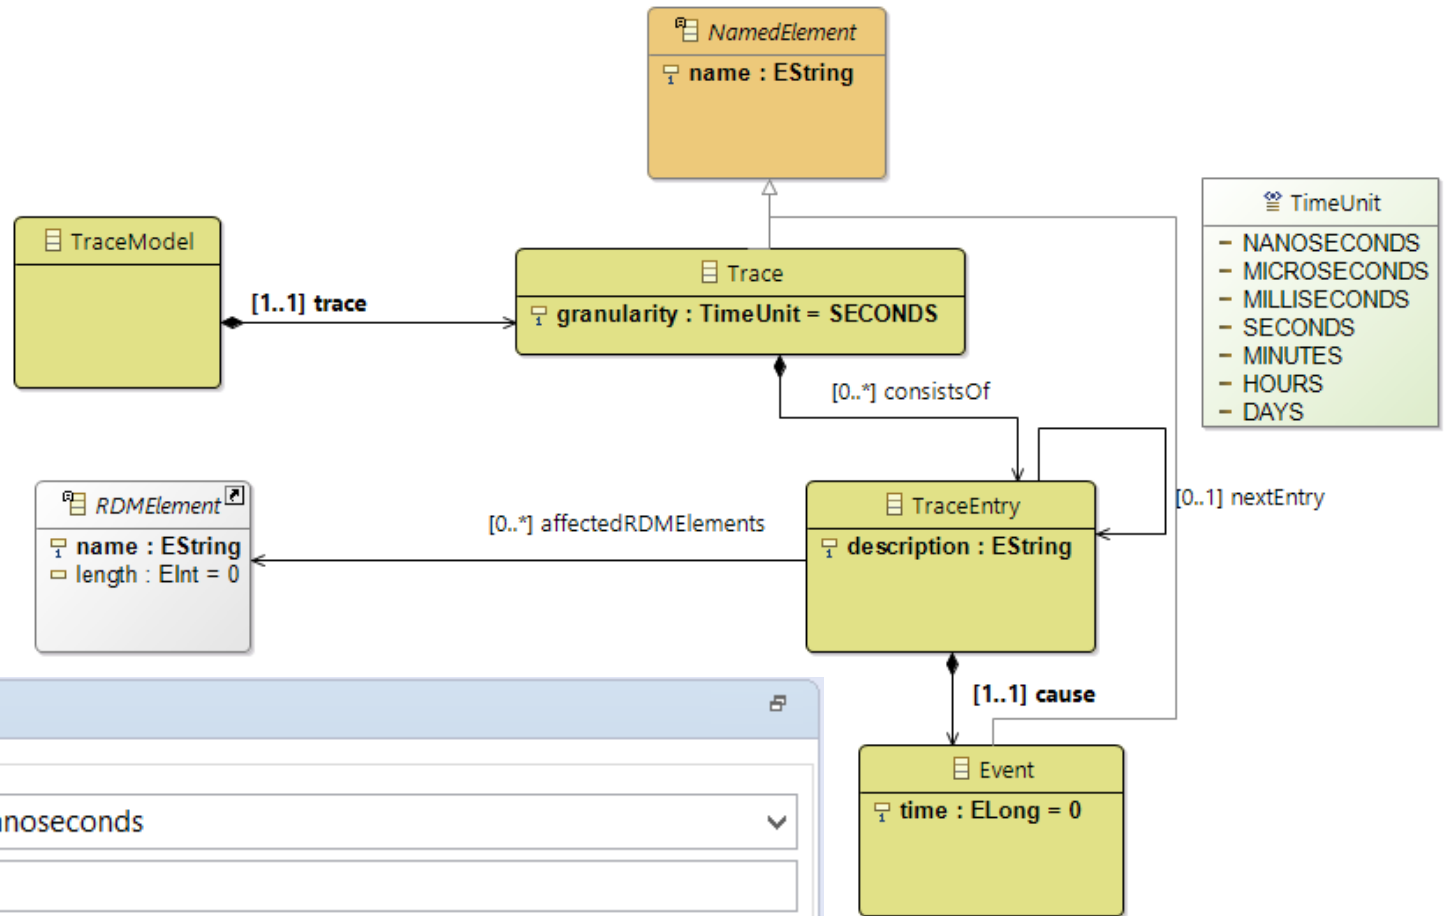 NamedElement
name : EString
TimeUnit
NANOSECONDS
MICROSECONDS
MILLISECONDS
SECONDS
MINUTES
HOURS
DAYS
TraceModel
[1..1] trace
Trace
granularity : TimeUnit = SECONDS
[0..*] consistsOf
RDMElement
name : EString
length : EInt = 0
[0..*] affectedRDMElements
TraceEntry
description : EString
[0..1] nextEntry
[1..1] cause
Event
time : ELong = 0
noseconds